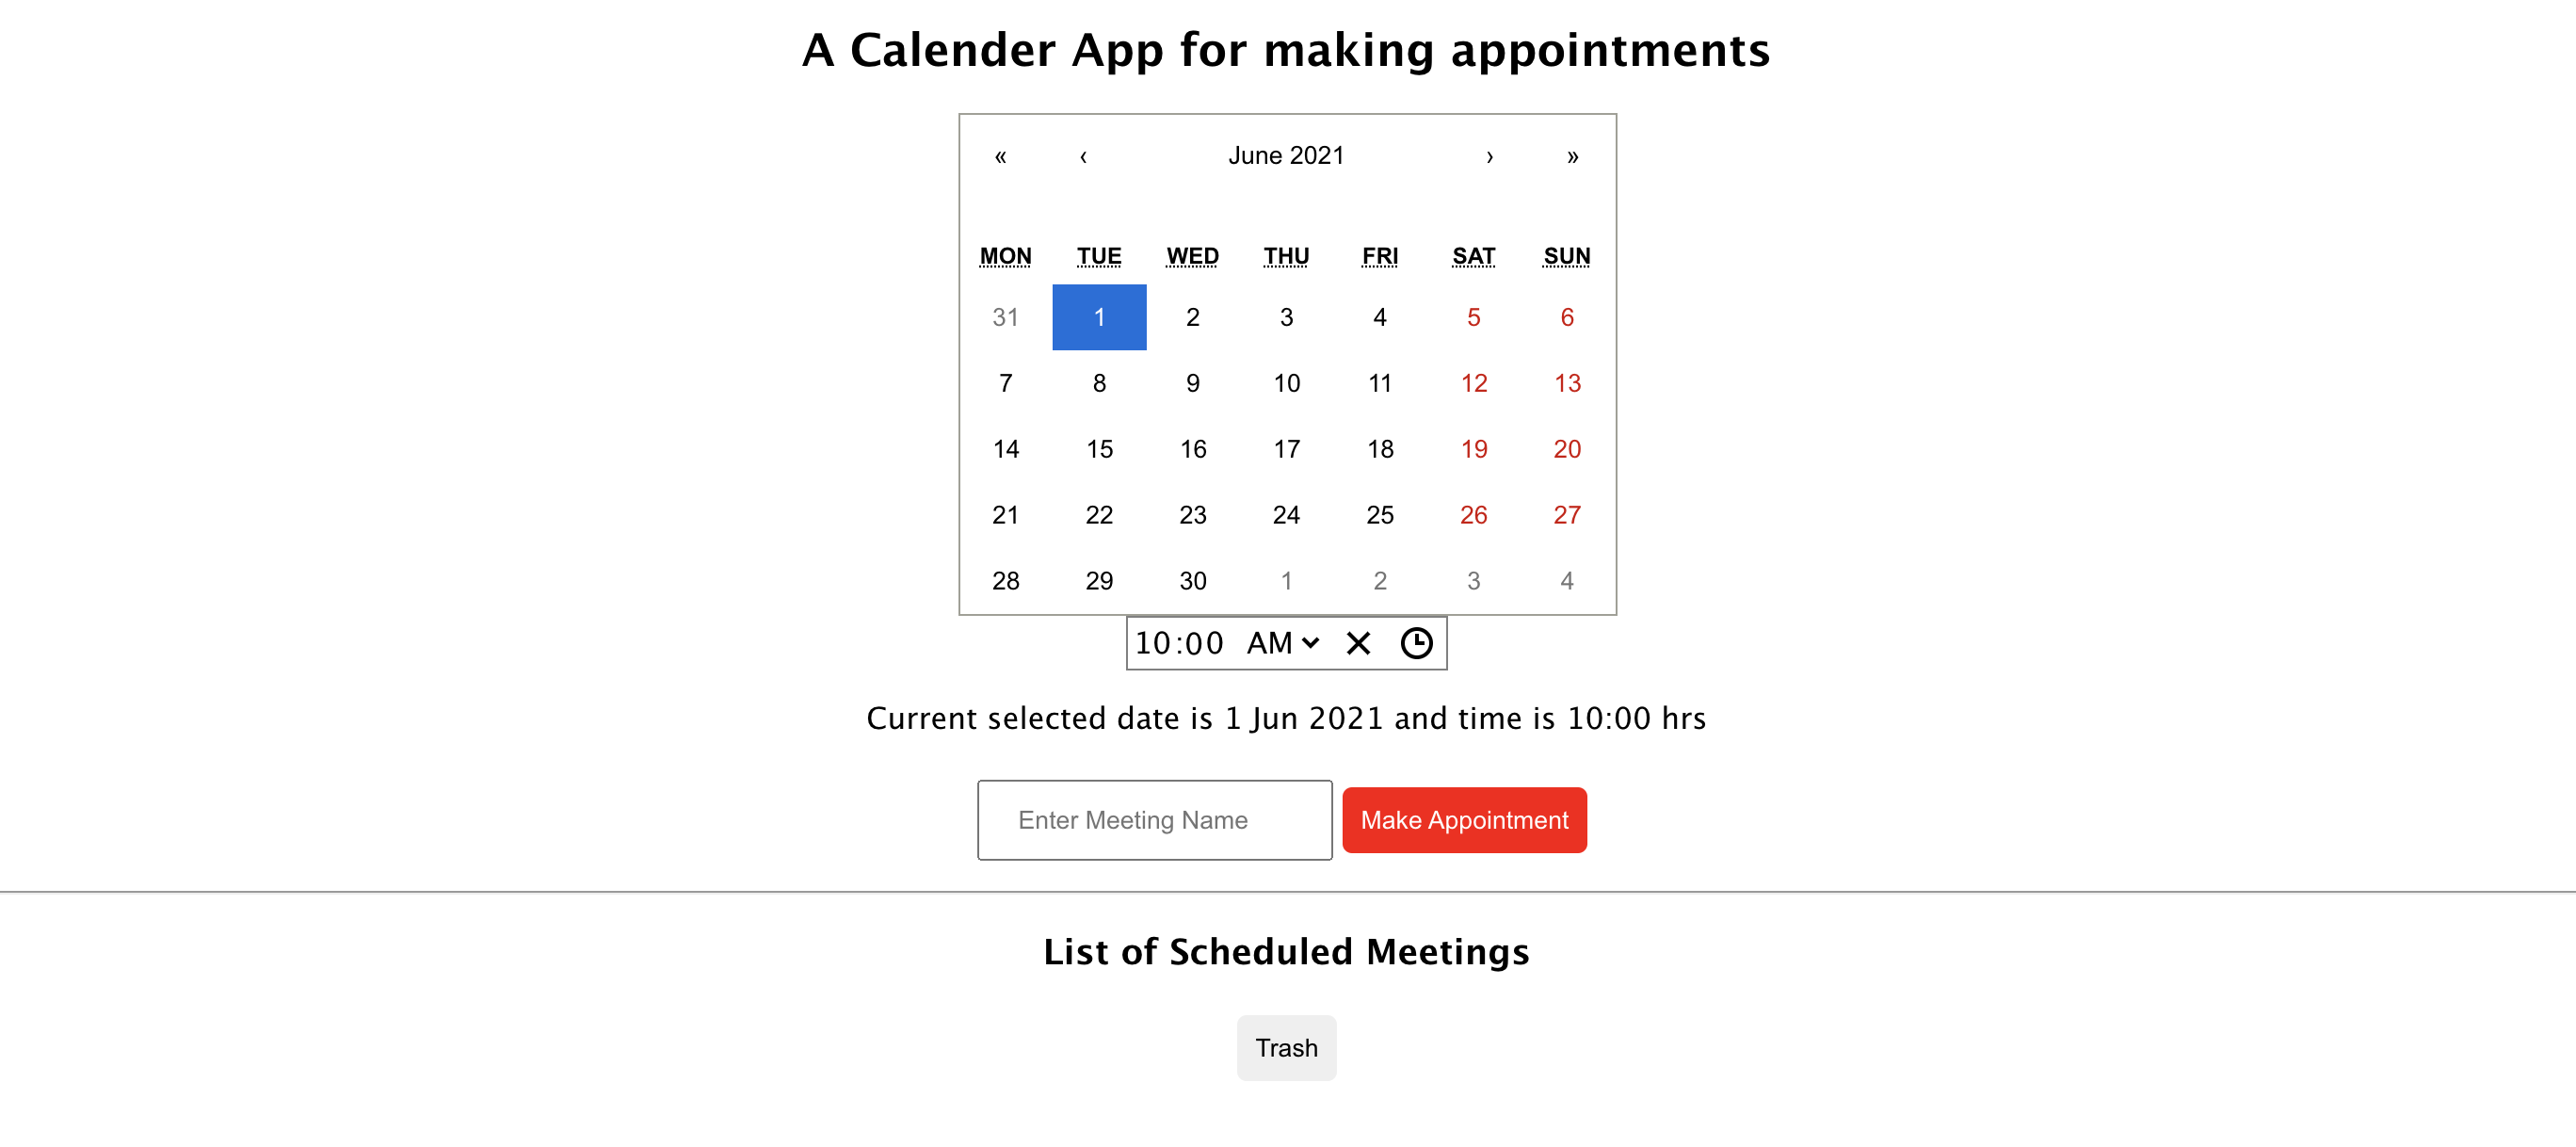 A Calender App for making appointments
« ‹ June 2021 › »
MON TUE WED THU FRI SAT SUN
31 1 2 3 4 5 6
7 8 9 10 11 12 13
14 15 16 17 18 19 20
21 22 23 24 25 26 27
28 29 30 1 2 3 4
10:00 AM
Current selected date is 1 Jun 2021 and time is 10:00 hrs
Enter Meeting Name Make Appointment
List of Scheduled Meetings
Trash